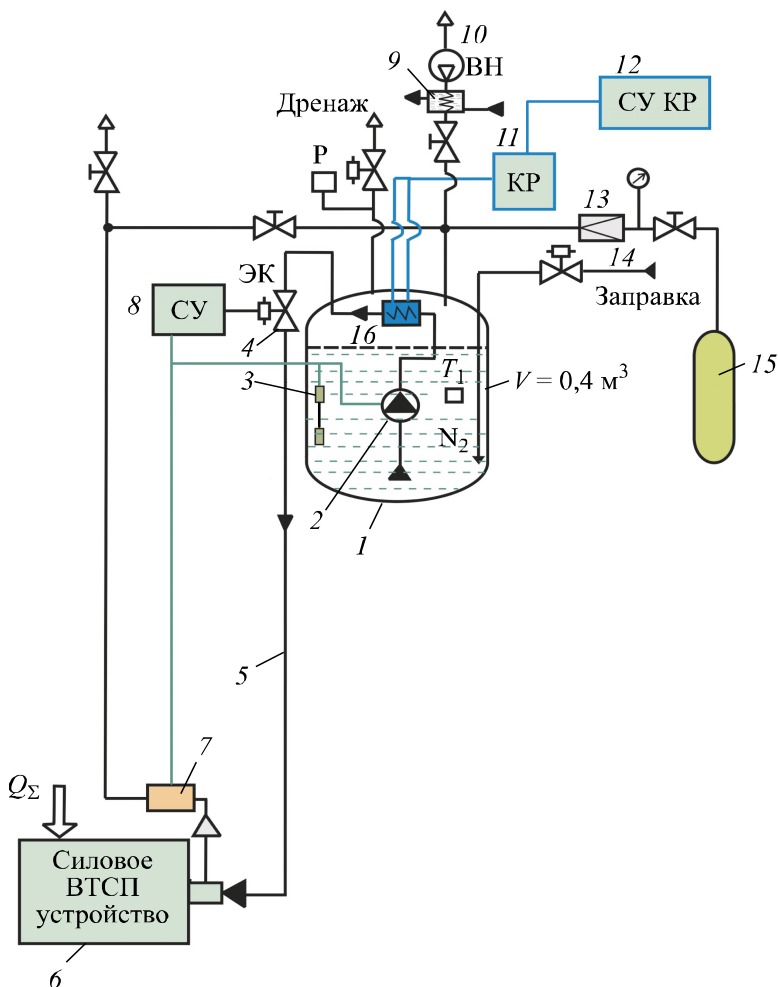 10
9
ВН
12
СУ КР
Дренаж
11
Р
КР
13
14
ЭК
Заправка
8
СУ
4
16
15
3
T1
V = 0,4 м³
N2
2
1
5
7
QΣ
Силовое
ВТСП
устройство
6